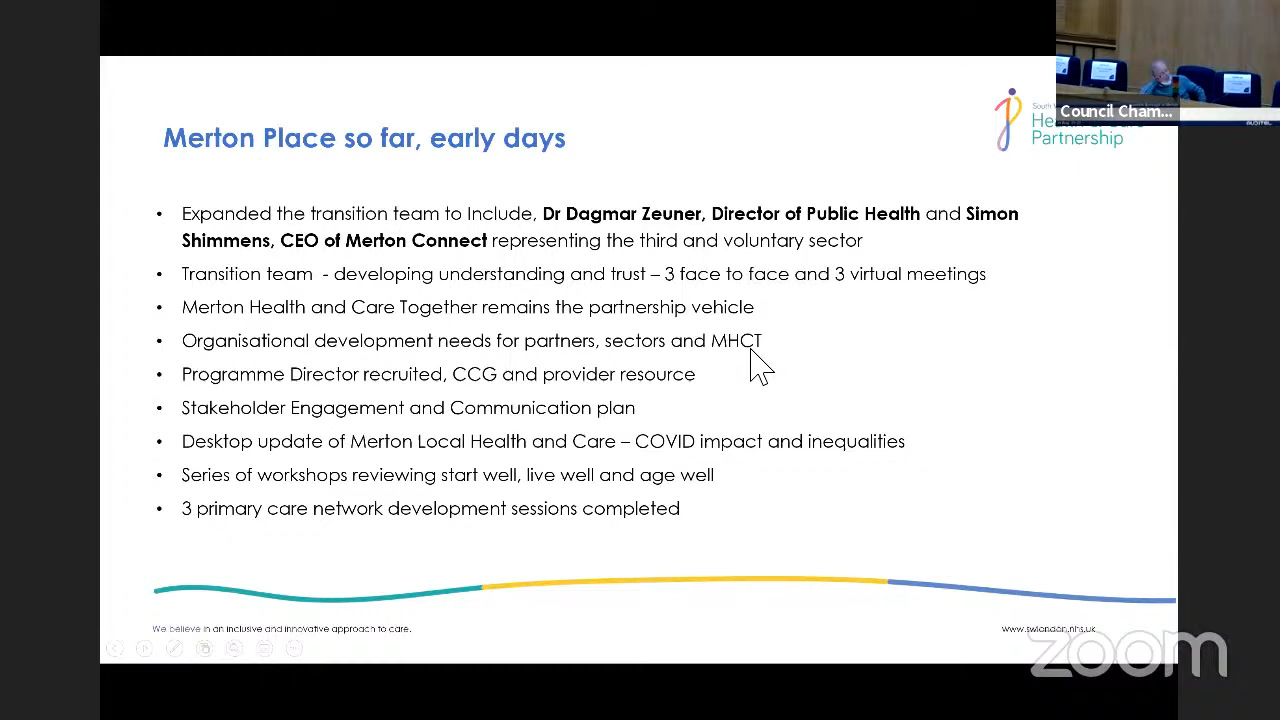 Council Cham...
South W
He
Partnership
Merton Place so far, early days
• Expanded the transition team to Include, Dr Dagmar Zeuner, Director of Public Health and Simon
Shimmens, CEO of Merton Connect representing the third and voluntary sector
• Transition team - developing understanding and trust – 3 face to face and 3 virtual meetings
• Merton Health and Care Together remains the partnership vehicle
• Organisational development needs for partners, sectors and MHCT
• Programme Director recruited, CCG and provider resource
• Stakeholder Engagement and Communication plan
• Desktop update of Merton Local Health and Care – COVID impact and inequalities
• Series of workshops reviewing start well, live well and age well
• 3 primary care network development sessions completed
We believe in an inclusive and innovative approach to care.
www.swlondon.nhs.uk
zoom